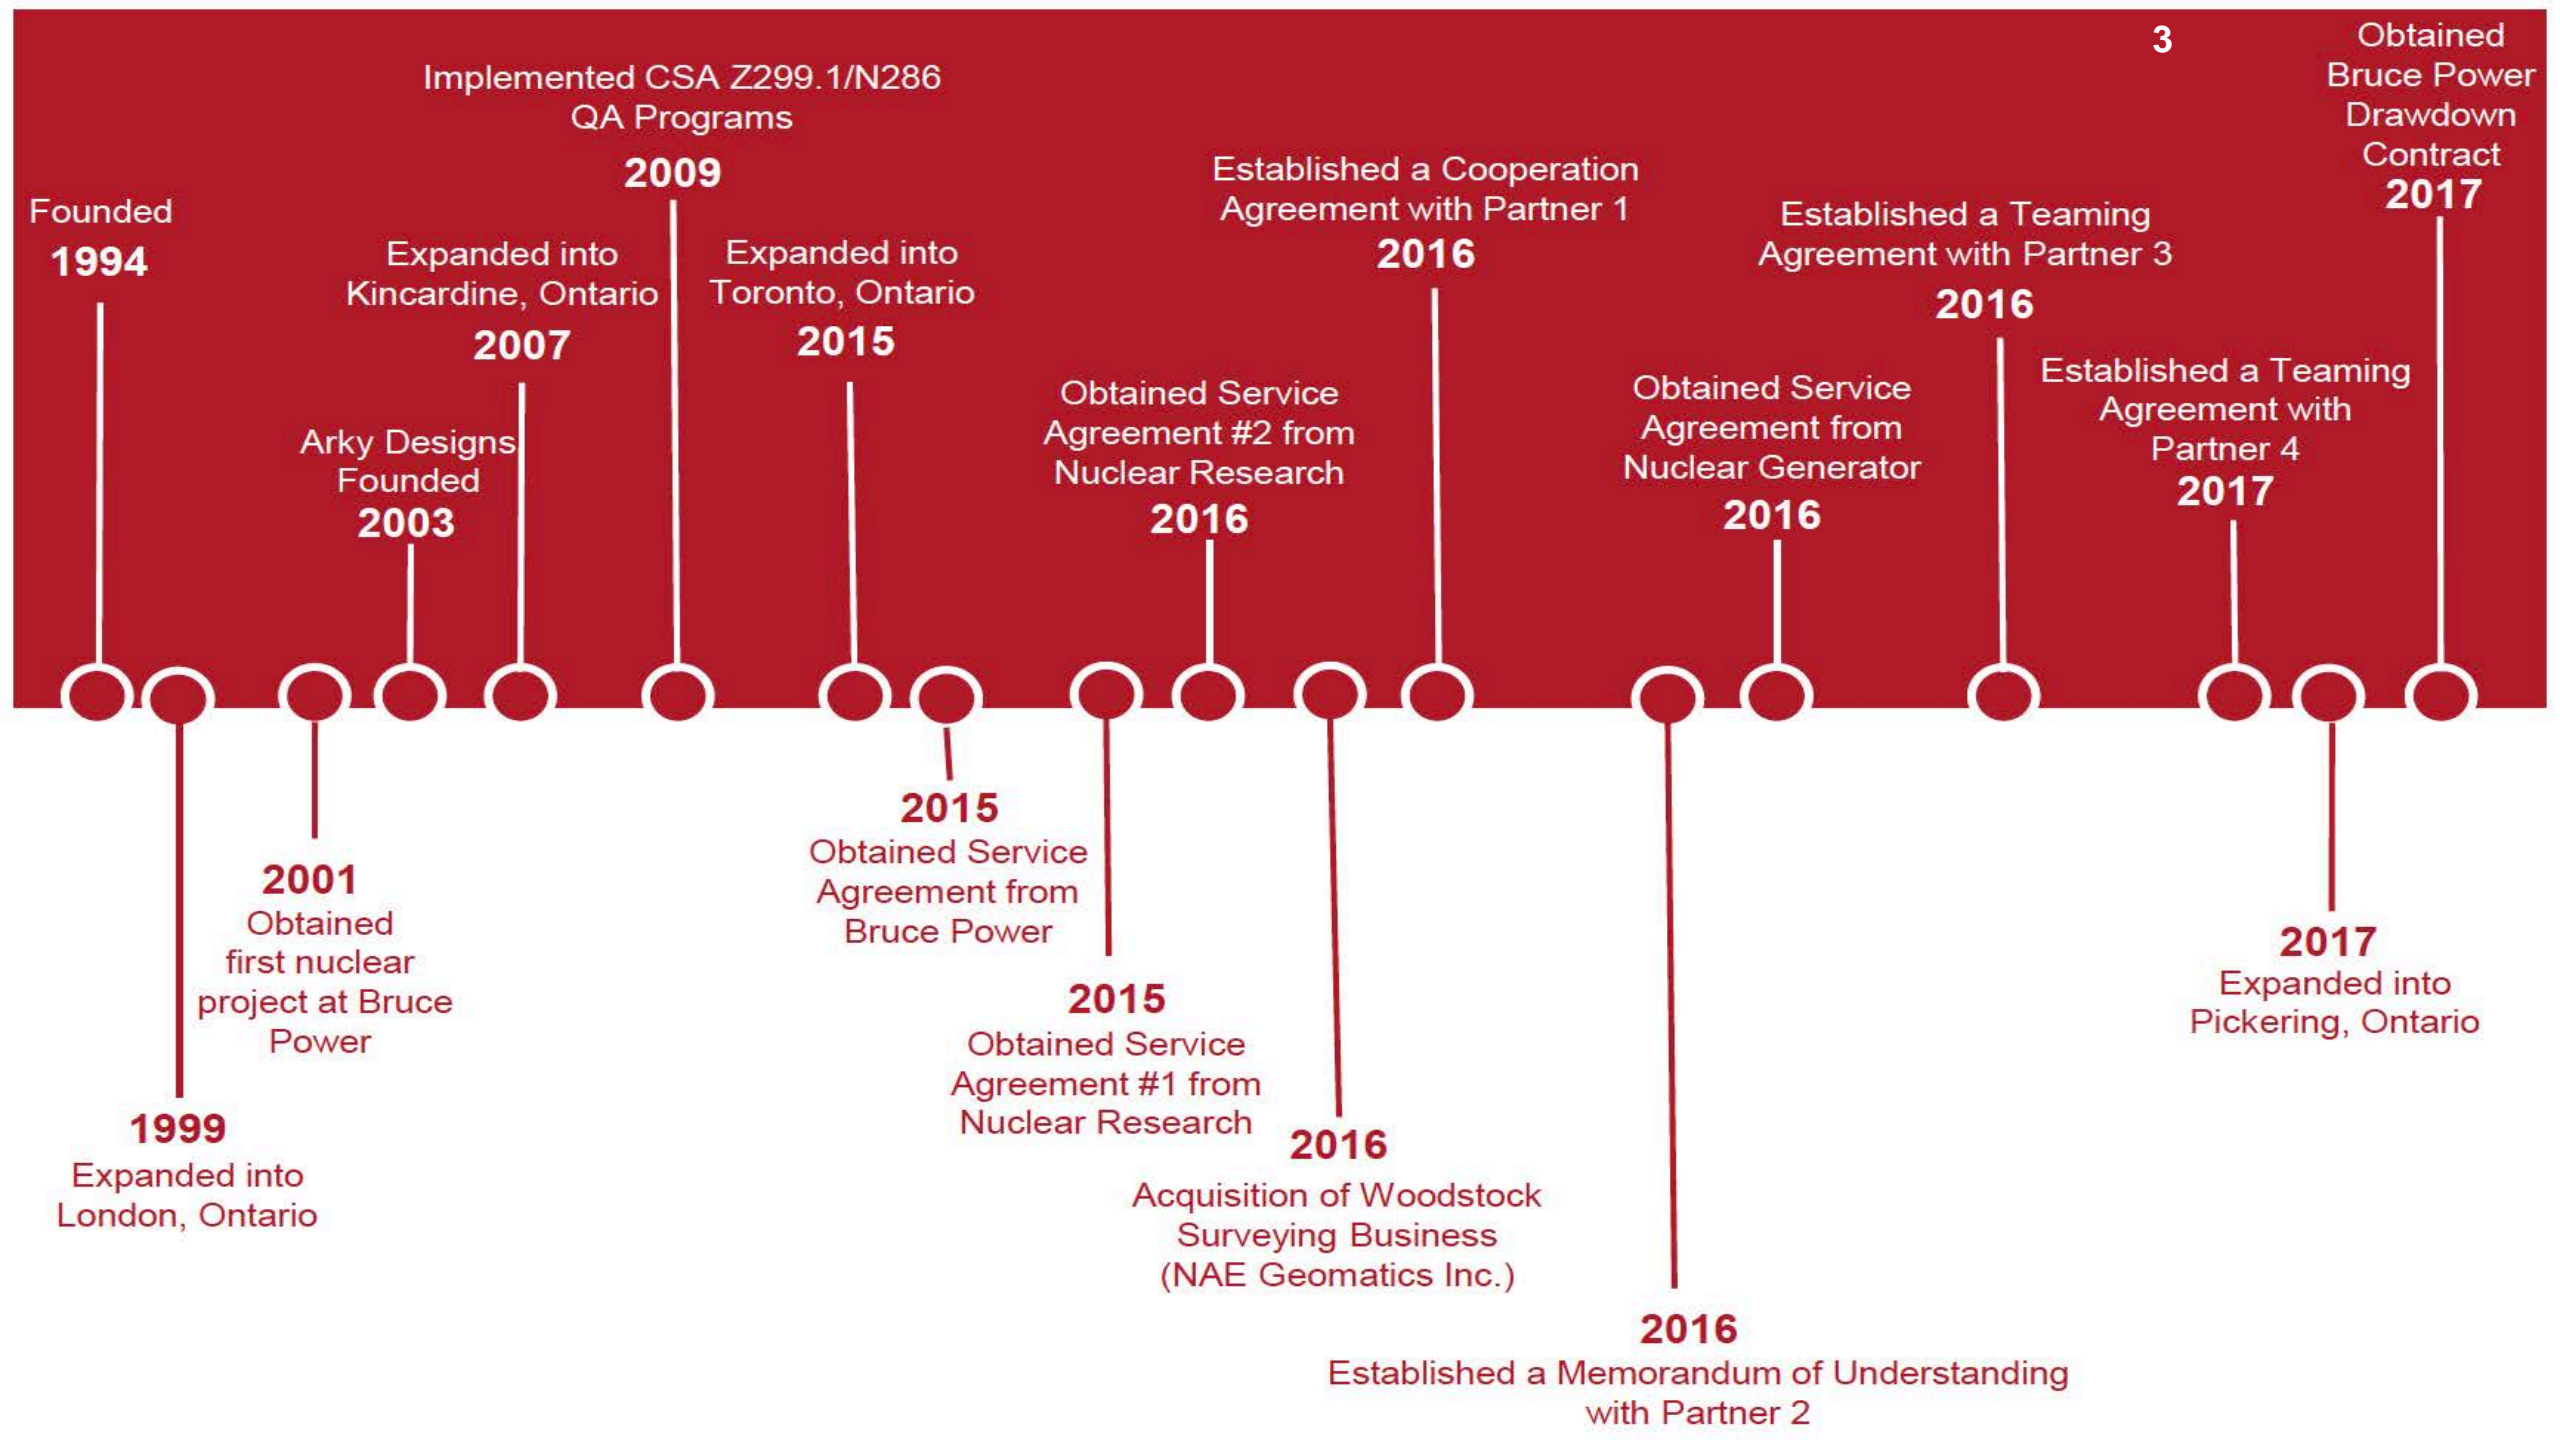 3
Founded
1994
1999
Expanded into
London, Ontario
2001
Obtained
first nuclear
project at Bruce
Power
Arky Designs
Founded
2003
Expanded into
Kincardine, Ontario
2007
Implemented CSA Z299.1/N286
QA Programs
2009
Expanded into
Toronto, Ontario
2015
2015
Obtained Service
Agreement from
Bruce Power
2015
Obtained Service
Agreement #1 from
Nuclear Research
Obtained Service
Agreement #2 from
Nuclear Research
2016
2016
Acquisition of Woodstock
Surveying Business
(NAE Geomatics Inc.)
Established a Cooperation
Agreement with Partner 1
2016
2016
Established a Memorandum of Understanding
with Partner 2
Obtained Service
Agreement from
Nuclear Generator
2016
Established a Teaming
Agreement with Partner 3
2016
Established a Teaming
Agreement with
Partner 4
2017
2017
Expanded into
Pickering, Ontario
Obtained
Bruce Power
Drawdown
Contract
2017